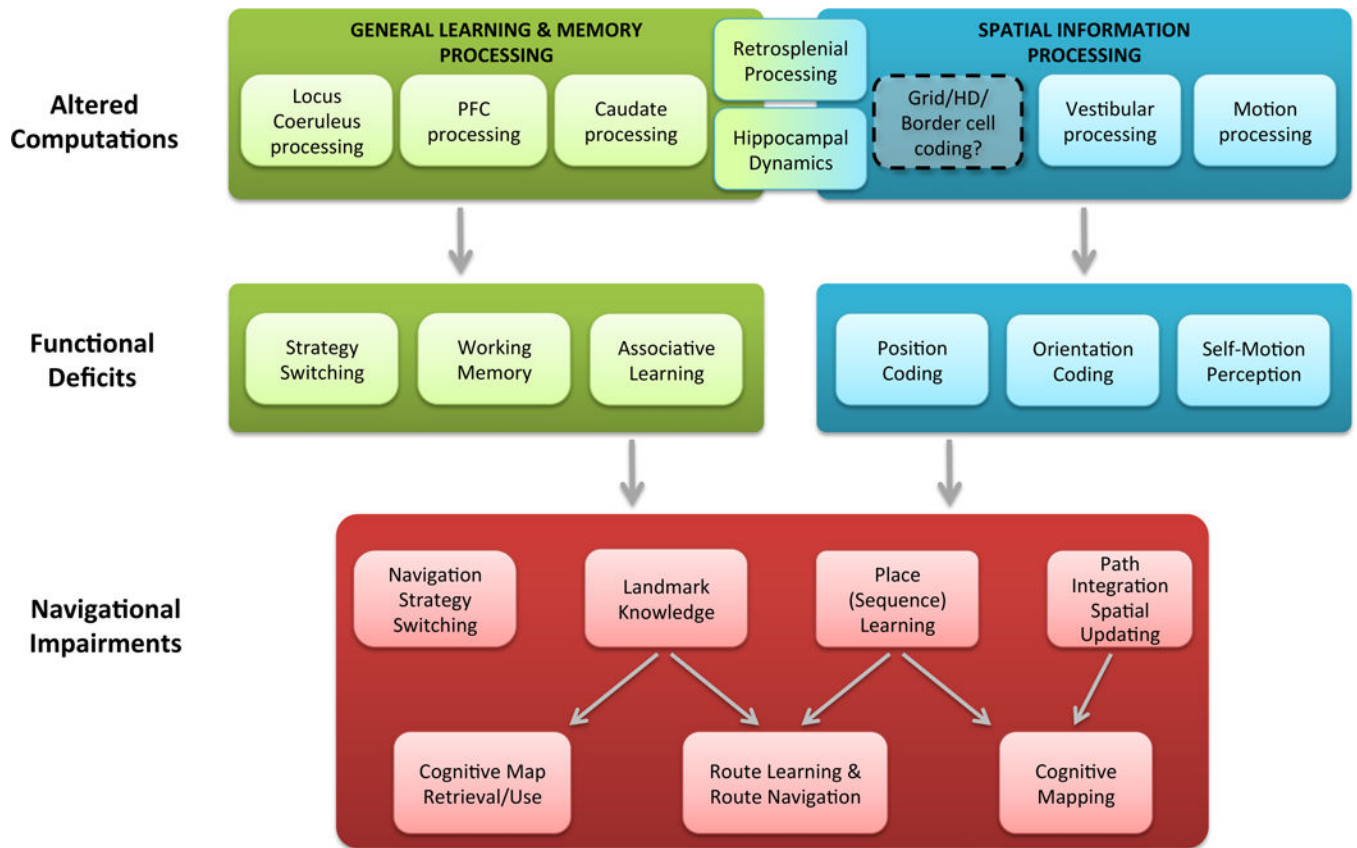 GENERAL LEARNING & MEMORY
PROCESSING
SPATIAL INFORMATION
PROCESSING
Altered
Computations
Locus
Coeruleus
processing
PFC
processing
Caudate
processing
Retrosplenial
Processing
Hippocampal
Dynamics
Grid/HD/
Border cell
coding?
Vestibular
processing
Motion
processing
Functional
Deficits
Strategy
Switching
Working
Memory
Associative
Learning
Position
Coding
Orientation
Coding
Self-Motion
Perception
Navigational
Impairments
Navigation
Strategy
Switching
Landmark
Knowledge
Place
(Sequence)
Learning
Path
Integration
Spatial
Updating
Cognitive Map
Retrieval/Use
Route Learning &
Route Navigation
Cognitive
Mapping